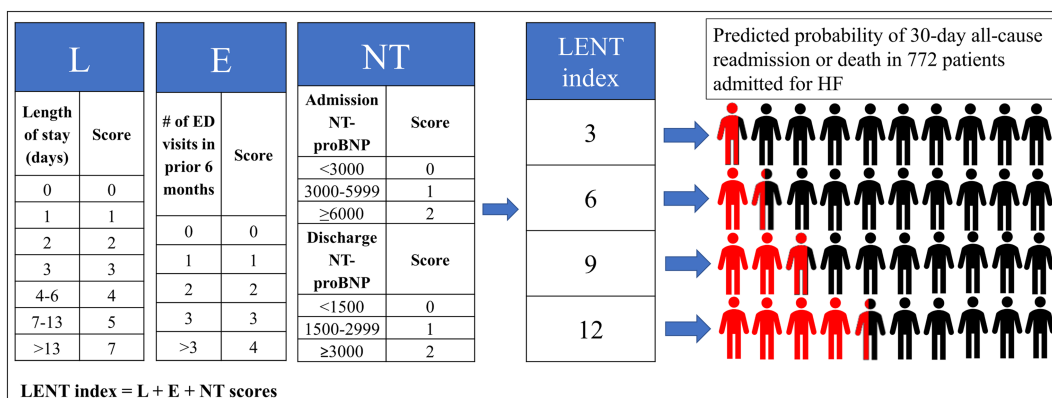 L
Length
of stay
(days)
Score
0 0
1 1
2 2
3 3
4-6 4
7-13 5
>13 7
E
# of ED
visits in
prior 6
months
Score
0 0
1 1
2 2
3 3
>3 4
NT
Admission
NT-
proBNP
Score
<3000 0
3000-5999 1
≥6000 2
Discharge
NT-
proBNP
Score
<1500 0
1500-2999 1
≥3000 2
LENT
index
3
6
9
12
Predicted probability of 30-day all-cause
readmission or death in 772 patients
admitted for HF
LENT index = L + E + NT scores